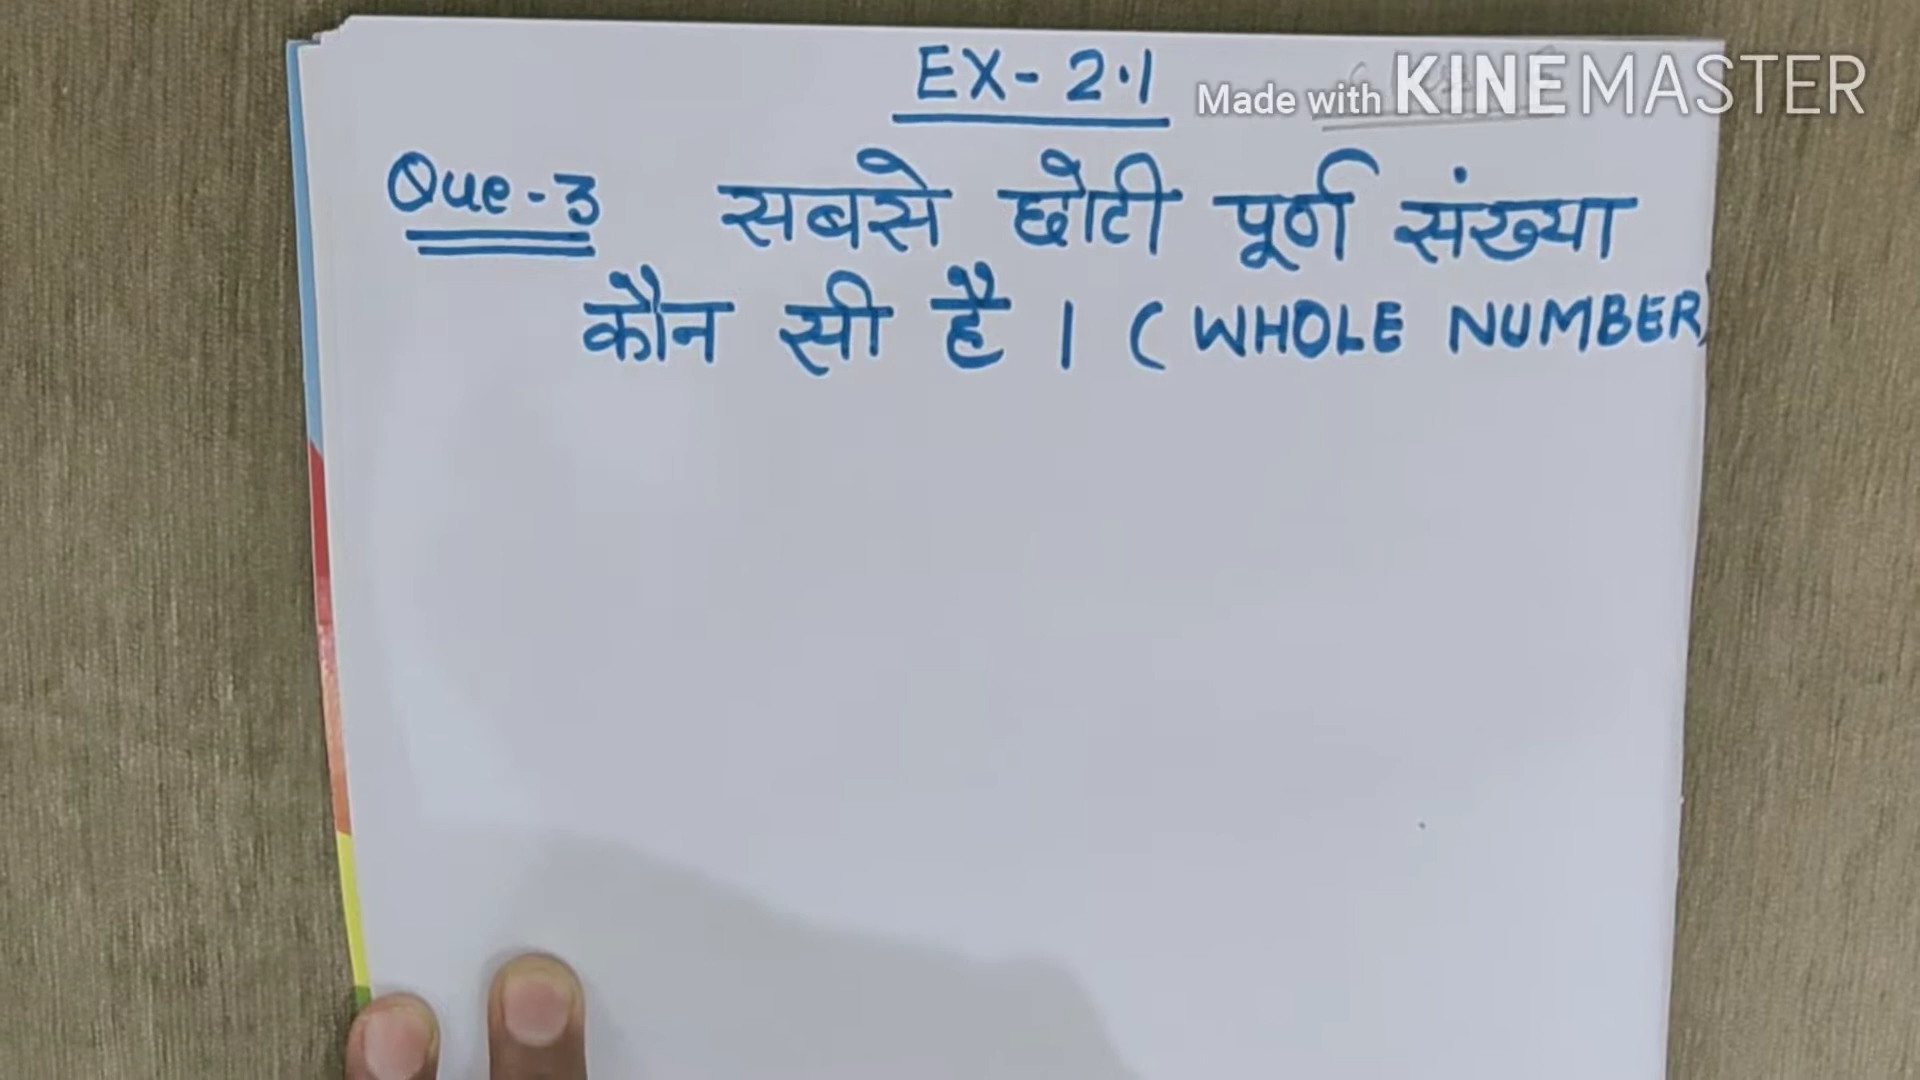 EX- 2.1
Made with KINEMASTER
Que-3 सबसे छोटी पूर्ण संख्या
कौन सी है । (WHOLE NUMBER)